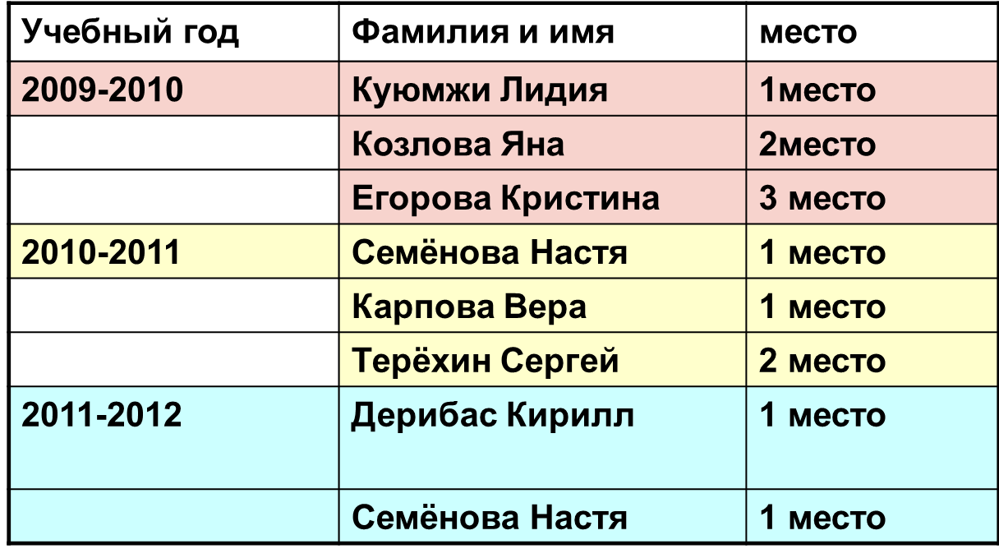 Учебный год Фамилия и имя место
2009-2010 Куюмжи Лидия 1место
Козлова Яна 2место
Егорова Кристина 3 место
2010-2011 Семёнова Настя 1 место
Карпова Вера 1 место
Терёхин Сергей 2 место
2011-2012 Дерибас Кирилл 1 место
Семёнова Настя 1 место